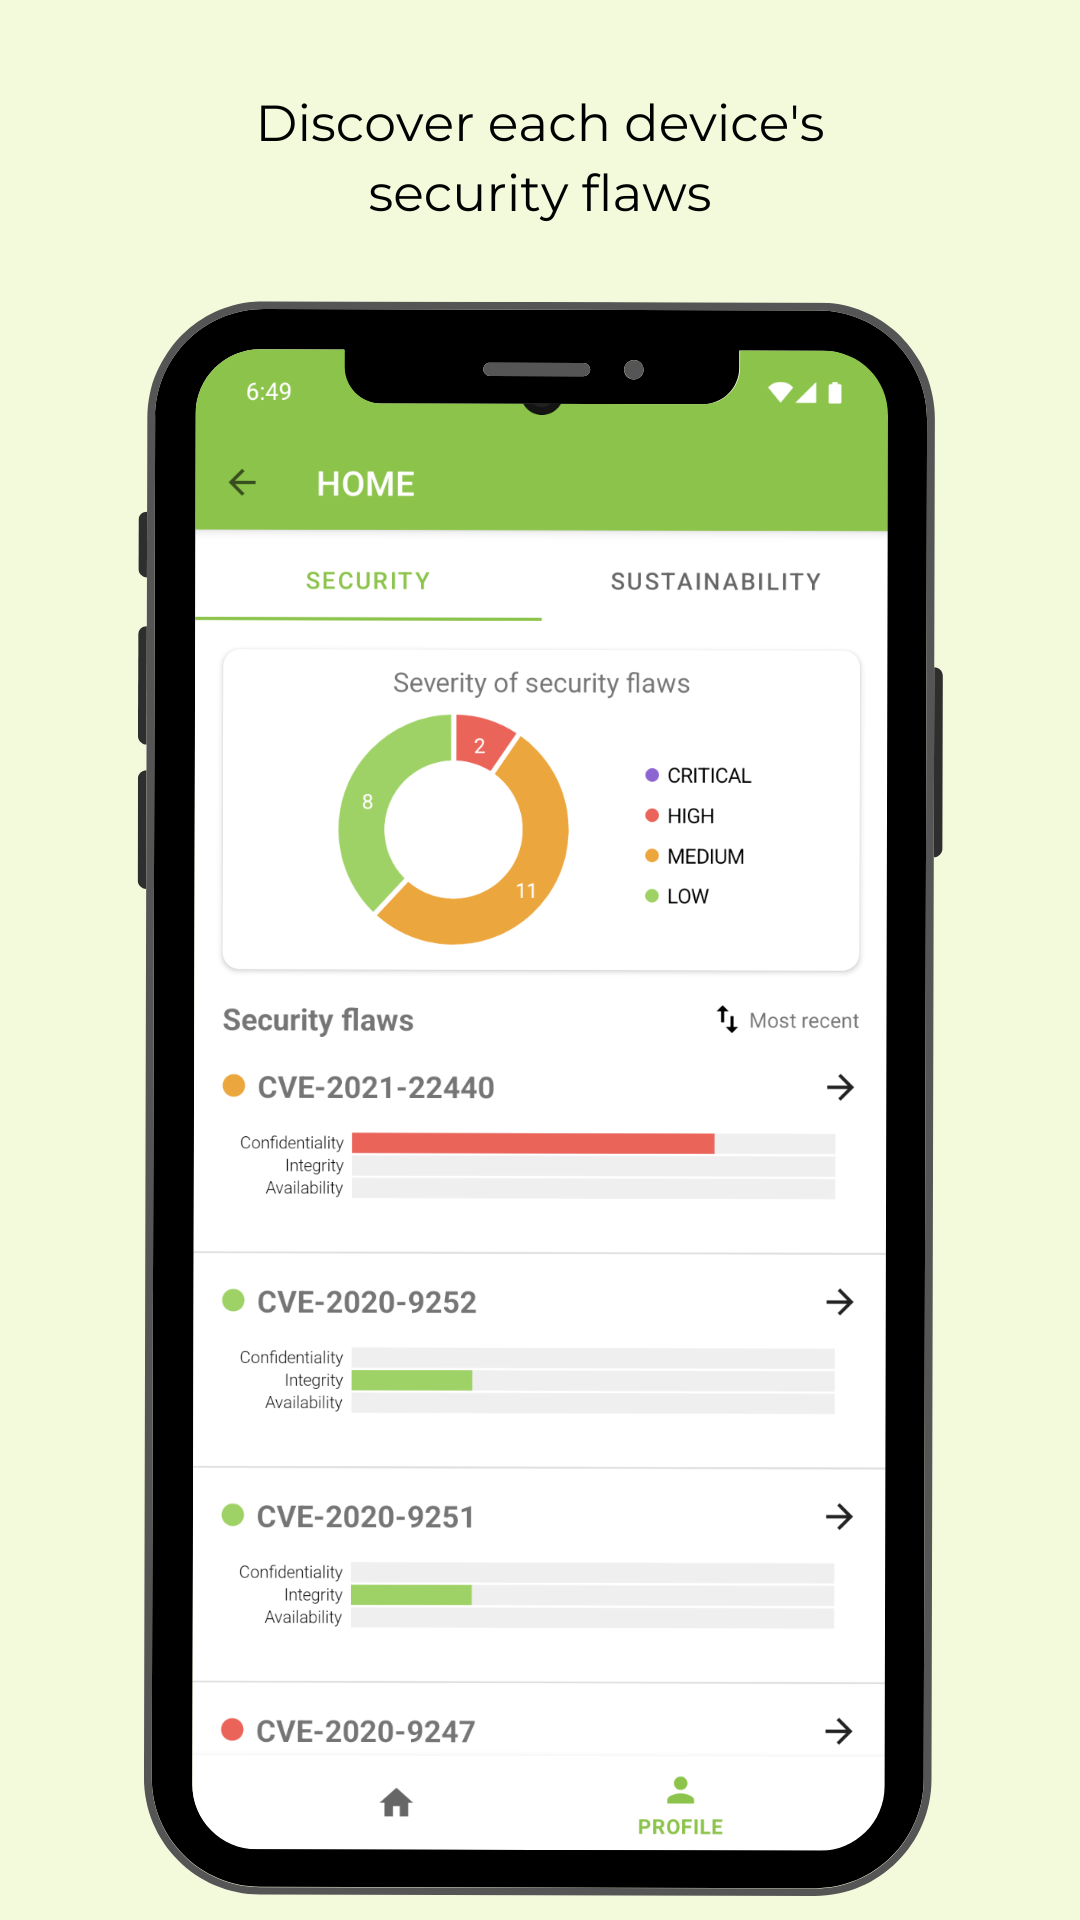 Discover each device's
security flaws
6:49
HOME
SECURITY
SUSTAINABILITY
Severity of security flaws
2
8
11
CRITICAL
HIGH
MEDIUM
LOW
Security flaws
Most recent
CVE-2021-22440
Confidentiality
Integrity
Availability
CVE-2020-9252
Confidentiality
Integrity
Availability
CVE-2020-9251
Confidentiality
Integrity
Availability
CVE-2020-9247
PROFILE